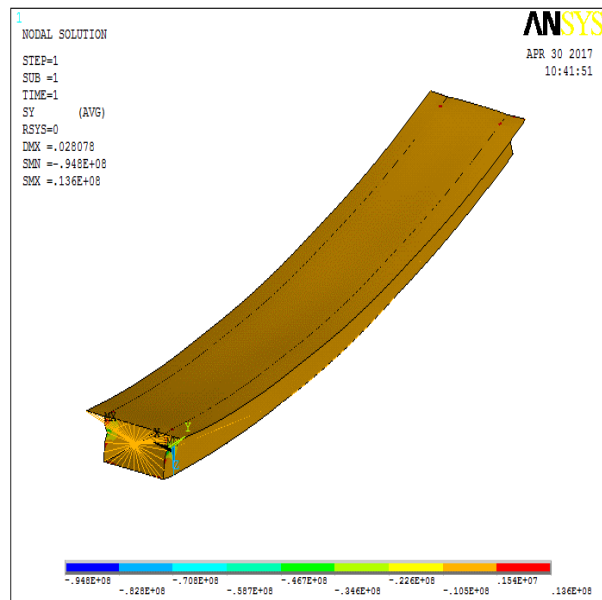 1
NODAL SOLUTION
ANSYS
STEP=1
SUB =1
TIME=1
SY (AVG)
RSYS=0
DMX =.028078
SMN =-.948E+08
SMX =.136E+08
APR 30 2017
10:41:51
MX
X
Y
-.948E+08 -.708E+08 -.467E+08 -.226E+08 .154E+07
-.828E+08 -.587E+08 -.346E+08 -.105E+08 .136E+08